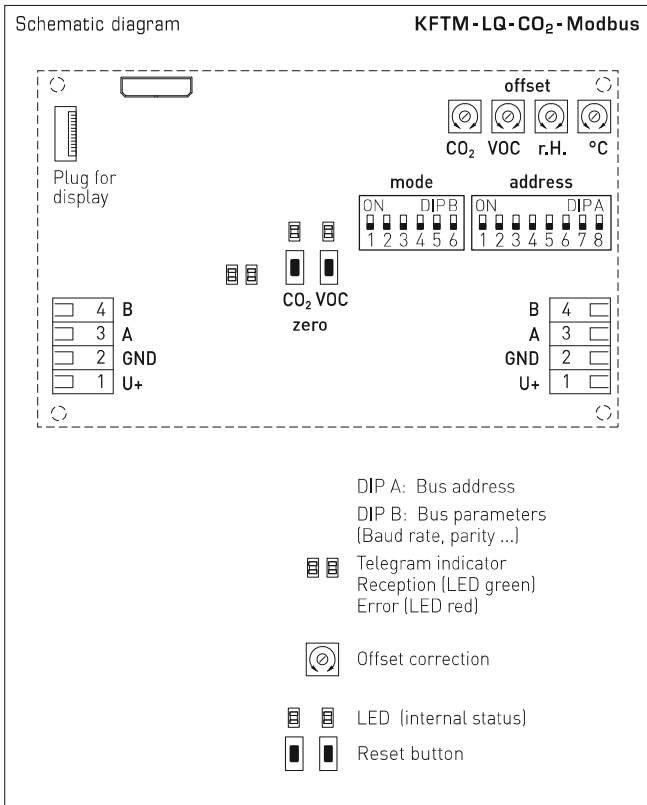 Schematic diagram KFTM-LQ-CO₂-Modbus
offset
CO₂ VOC r.H. °C
Plug for
display
mode address
ON DIP B ON DIP A
1 2 3 4 5 6 1 2 3 4 5 6 7 8
CO₂ VOC
zero
4 B B 4
3 A A 3
2 GND GND 2
1 U+ U+ 1
DIP A: Bus address
DIP B: Bus parameters
(Baud rate, parity ...)
Telegram indicator
Reception (LED green)
Error (LED red)
Offset correction
LED (internal status)
Reset button